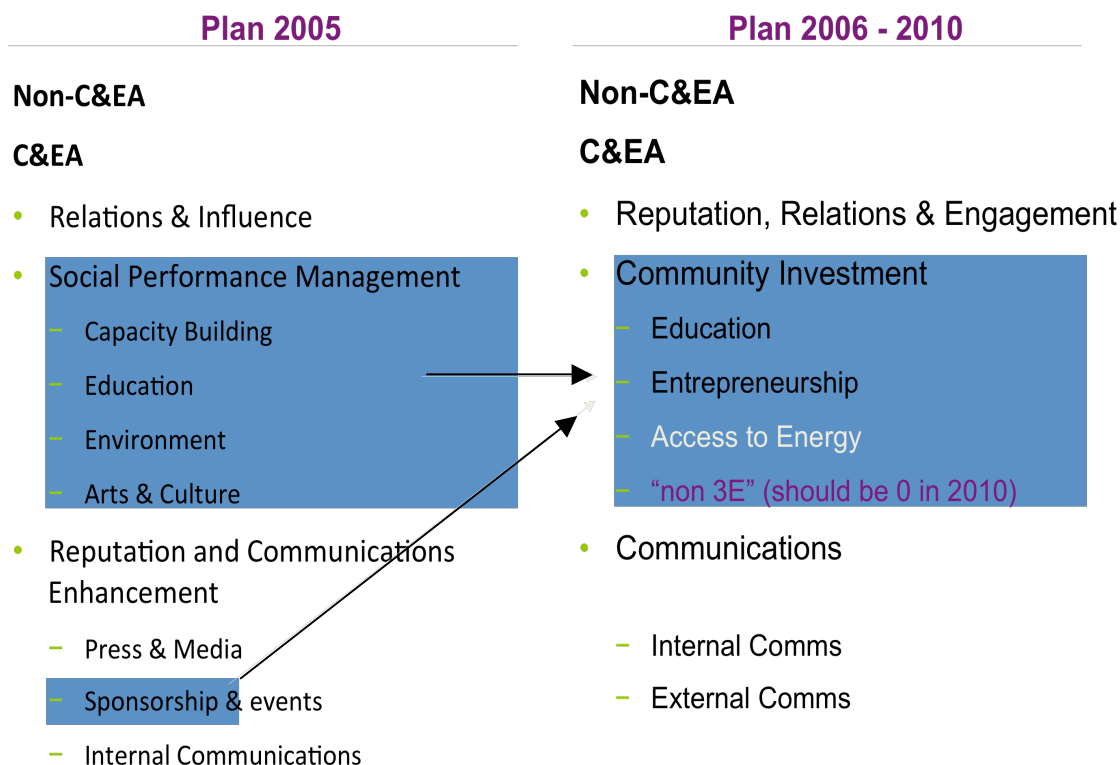 Plan 2005
Non-C&EA
C&EA
• Relations & Influence
• Social Performance Management
– Capacity Building
– Education
– Environment
– Arts & Culture
• Reputation and Communications
Enhancement
– Press & Media
– Sponsorship & events
– Internal Communications
Plan 2006 - 2010
Non-C&EA
C&EA
• Reputation, Relations & Engagement
• Community Investment
– Education
– Entrepreneurship
– Access to Energy
– “non 3E” (should be 0 in 2010)
• Communications
– Internal Comms
– External Comms